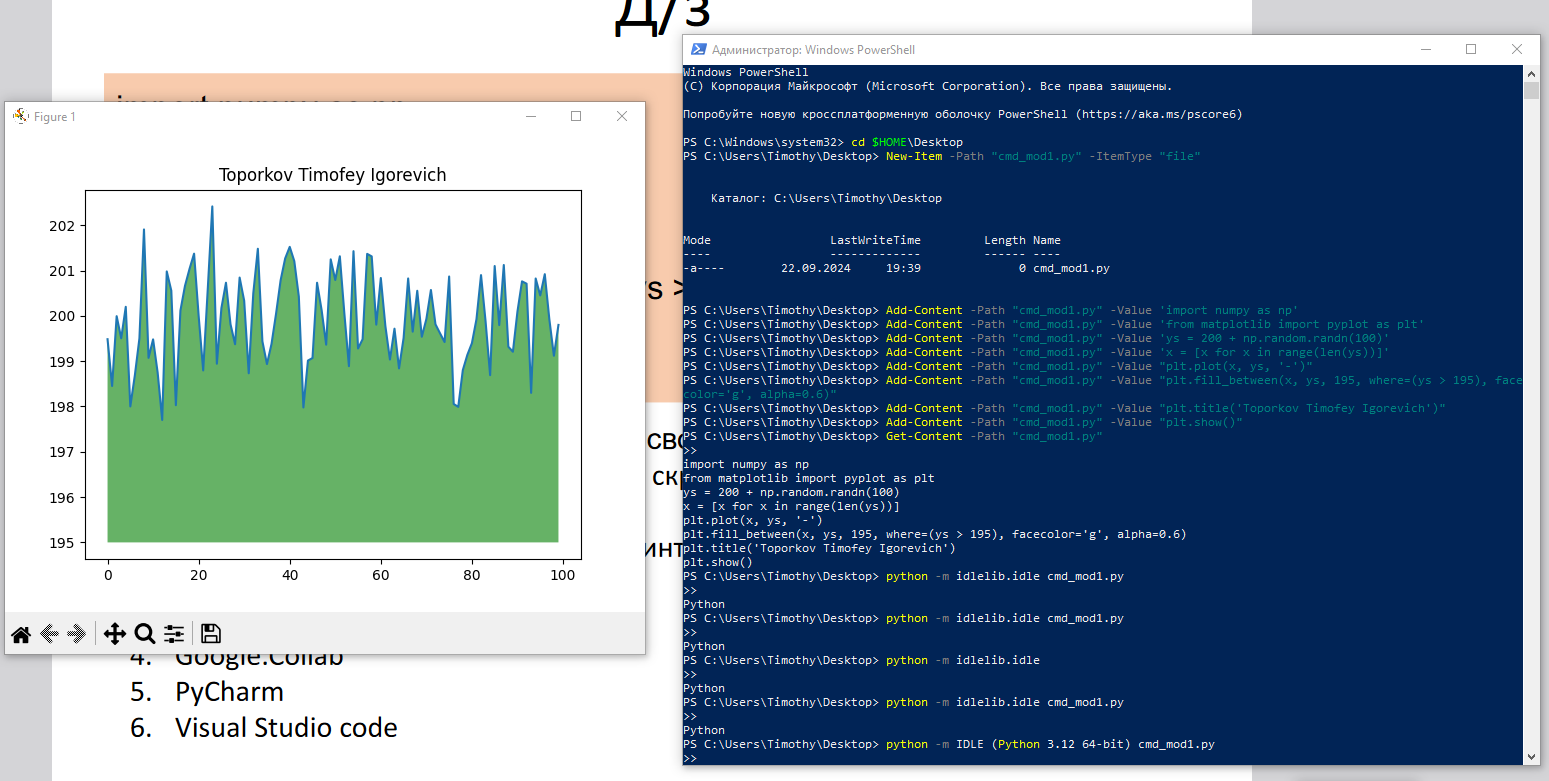 Д/З
import numpy as np
ys >
Figure 1
Toporkov Timofey Igorevich
202
201
200
199
198
197
196
195
0
20
40
60
80
100
4. Google.Collab
5. PyCharm
6. Visual Studio code
Администратор: Windows PowerShell
Windows PowerShell
(C) Корпорация Майкрософт (Microsoft Corporation). Все права защищены.
Попробуйте новую кроссплатформенную оболочку PowerShell (https://aka.ms/pscore6)
PS C:\Windows\system32> cd $HOME\Desktop
PS C:\Users\Timothy\Desktop> New-Item -Path "cmd_mod1.py" -ItemType "file"
Каталог: C:\Users\Timothy\Desktop
Mode LastWriteTime Length Name
---- ------------- ------ ----
-a---- 22.09.2024 19:39 0 cmd_mod1.py
PS C:\Users\Timothy\Desktop> Add-Content -Path "cmd_mod1.py" -Value 'import numpy as np'
PS C:\Users\Timothy\Desktop> Add-Content -Path "cmd_mod1.py" -Value 'from matplotlib import pyplot as plt'
PS C:\Users\Timothy\Desktop> Add-Content -Path "cmd_mod1.py" -Value 'ys = 200 + np.random.randn(100)'
PS C:\Users\Timothy\Desktop> Add-Content -Path "cmd_mod1.py" -Value 'x = [x for x in range(len(ys))]'
PS C:\Users\Timothy\Desktop> Add-Content -Path "cmd_mod1.py" -Value "plt.plot(x, ys, '-')"
PS C:\Users\Timothy\Desktop> Add-Content -Path "cmd_mod1.py" -Value "plt.fill_between(x, ys, 195, where=(ys > 195), face
color='g', alpha=0.6)"
PS C:\Users\Timothy\Desktop> Add-Content -Path "cmd_mod1.py" -Value "plt.title('Toporkov Timofey Igorevich')"
PS C:\Users\Timothy\Desktop> Add-Content -Path "cmd_mod1.py" -Value "plt.show()"
PS C:\Users\Timothy\Desktop> Get-Content -Path "cmd_mod1.py"
>>
import numpy as np
from matplotlib import pyplot as plt
ys = 200 + np.random.randn(100)
x = [x for x in range(len(ys))]
plt.plot(x, ys, '-')
plt.fill_between(x, ys, 195, where=(ys > 195), facecolor='g', alpha=0.6)
plt.title('Toporkov Timofey Igorevich')
plt.show()
PS C:\Users\Timothy\Desktop> python -m idlelib.idle cmd_mod1.py
>>
Python
PS C:\Users\Timothy\Desktop> python -m idlelib.idle cmd_mod1.py
>>
Python
PS C:\Users\Timothy\Desktop> python -m idlelib.idle
>>
Python
PS C:\Users\Timothy\Desktop> python -m idlelib.idle cmd_mod1.py
>>
Python
PS C:\Users\Timothy\Desktop> python -m IDLE (Python 3.12 64-bit) cmd_mod1.py
>>